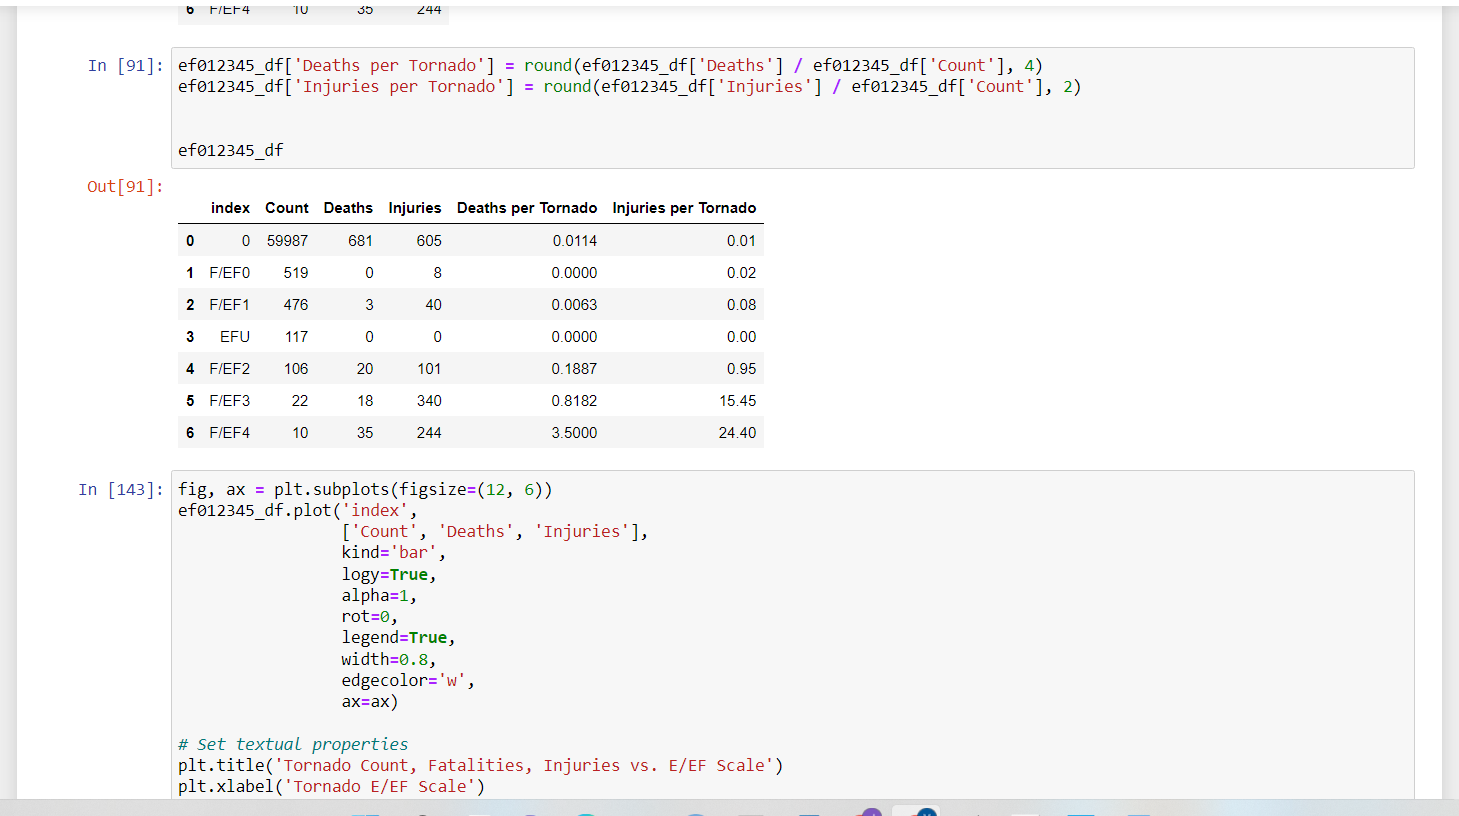 6 F/EF4 10 35 244
In [91]: ef012345_df['Deaths per Tornado'] = round(ef012345_df['Deaths'] / ef012345_df['Count'], 4)
ef012345_df['Injuries per Tornado'] = round(ef012345_df['Injuries'] / ef012345_df['Count'], 2)
ef012345_df
Out[91]:
index Count Deaths Injuries Deaths per Tornado Injuries per Tornado
0 0 59987 681 605 0.0114 0.01
1 F/EF0 519 0 8 0.0000 0.02
2 F/EF1 476 3 40 0.0063 0.08
3 EFU 117 0 0 0.0000 0.00
4 F/EF2 106 20 101 0.1887 0.95
5 F/EF3 22 18 340 0.8182 15.45
6 F/EF4 10 35 244 3.5000 24.40
In [143]: fig, ax = plt.subplots(figsize=(12, 6))
ef012345_df.plot('index',
['Count', 'Deaths', 'Injuries'],
kind='bar',
logy=True,
alpha=1,
rot=0,
legend=True,
width=0.8,
edgecolor='w',
ax=ax)
# Set textual properties
plt.title('Tornado Count, Fatalities, Injuries vs. E/EF Scale')
plt.xlabel('Tornado E/EF Scale')